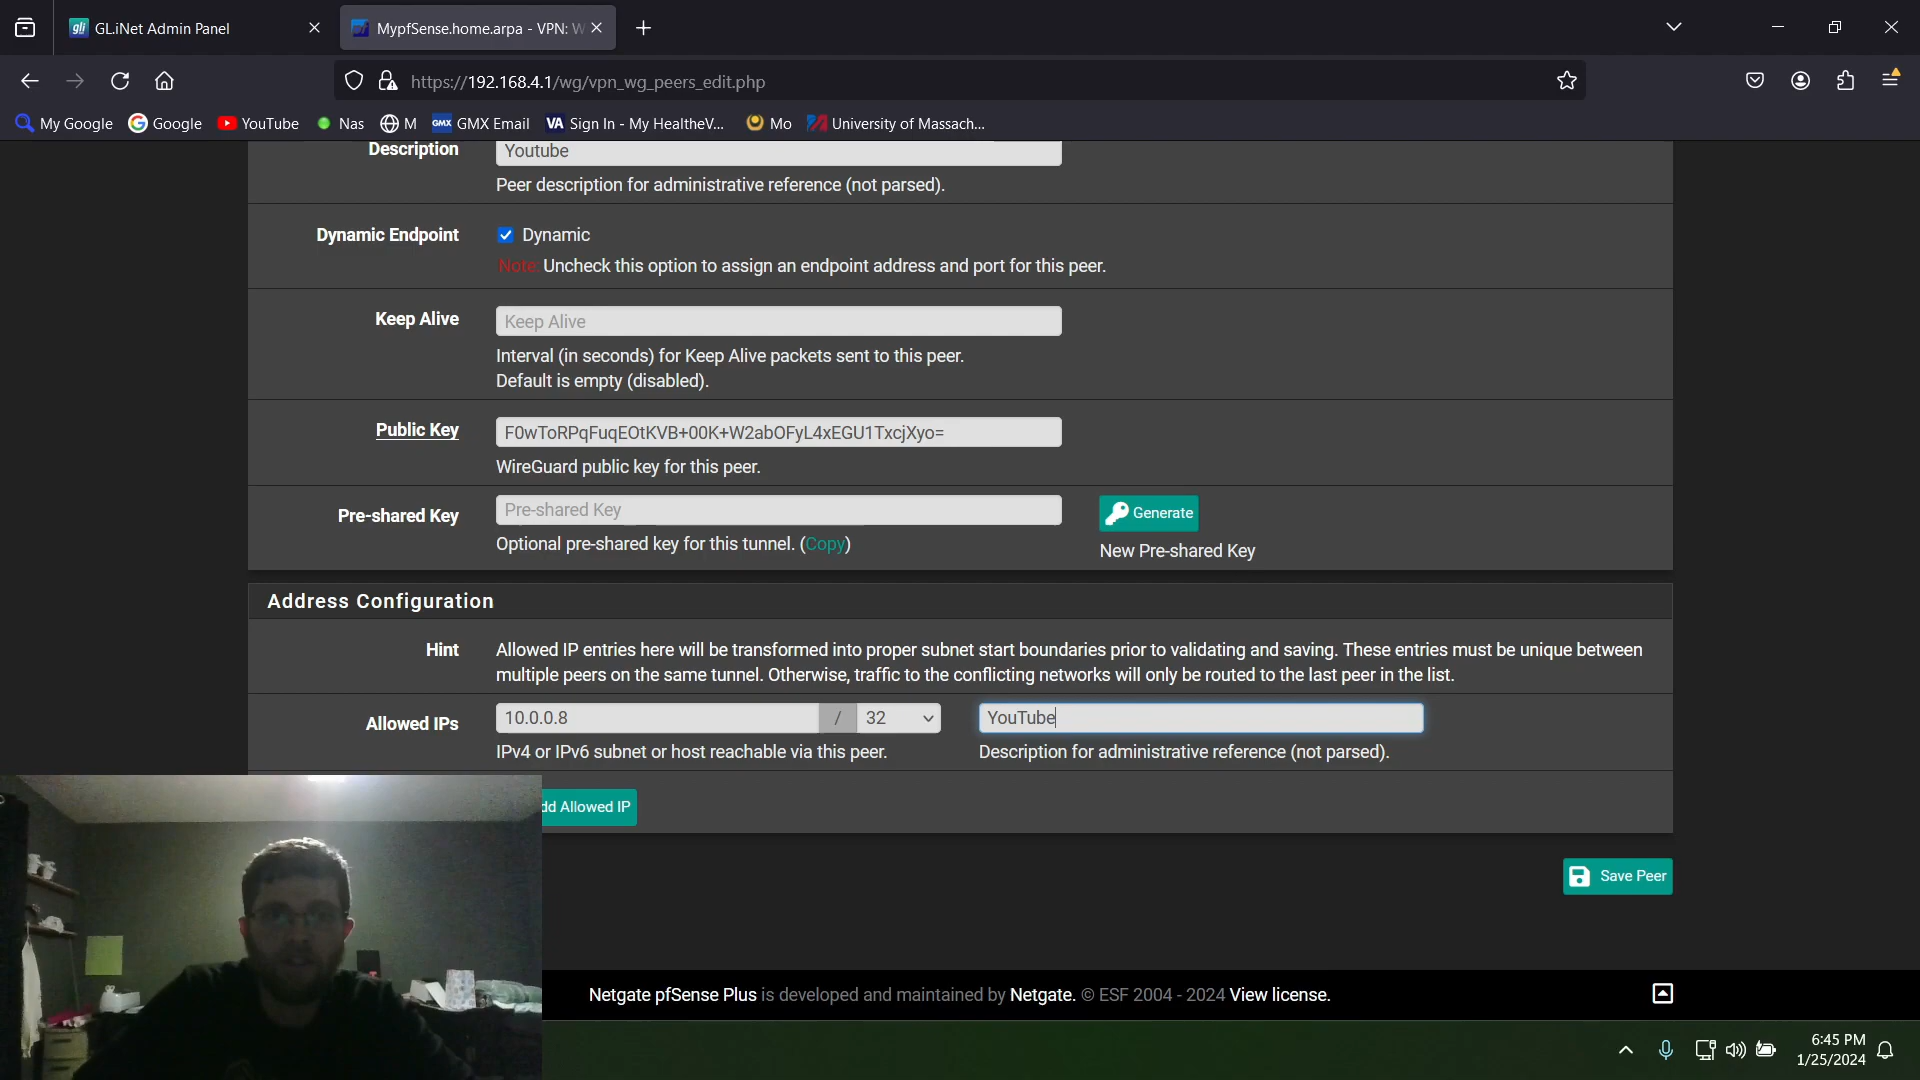 GL.iNet Admin Panel
MypfSense.home.arpa - VPN: W
https://192.168.4.1/wg/vpn_wg_peers_edit.php
My Google
Google
YouTube
Nas
M
GMX Email
Sign In - My HealtheV...
Mo
University of Massach...
Description
Youtube
Peer description for administrative reference (not parsed).
Dynamic Endpoint
Dynamic
Note: Uncheck this option to assign an endpoint address and port for this peer.
Keep Alive
Keep Alive
Interval (in seconds) for Keep Alive packets sent to this peer.
Default is empty (disabled).
Public Key
F0wToRPqFuqEOtKVB+00K+W2abOFyL4xEGU1TxcjXyo=
WireGuard public key for this peer.
Pre-shared Key
Pre-shared Key
Generate
Optional pre-shared key for this tunnel. (Copy)
New Pre-shared Key
Address Configuration
Hint
Allowed IP entries here will be transformed into proper subnet start boundaries prior to validating and saving. These entries must be unique between
multiple peers on the same tunnel. Otherwise, traffic to the conflicting networks will only be routed to the last peer in the list.
Allowed IPs
10.0.0.8 / 32
YouTube
IPv4 or IPv6 subnet or host reachable via this peer.
Description for administrative reference (not parsed).
dd Allowed IP
Save Peer
Netgate pfSense Plus is developed and maintained by Netgate. © ESF 2004 - 2024 View license.
6:45 PM
1/25/2024